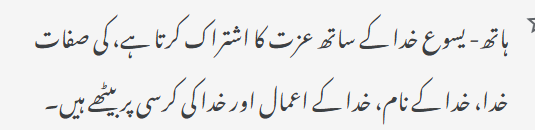 ہاتھ- یسوع خدا کے ساتھ عزت کا اشتراک کرتا ہے، کی صفات
خدا، خدا کے نام، خدا کے اعمال اور خدا کی کرسی پر بیٹھے ہیں۔